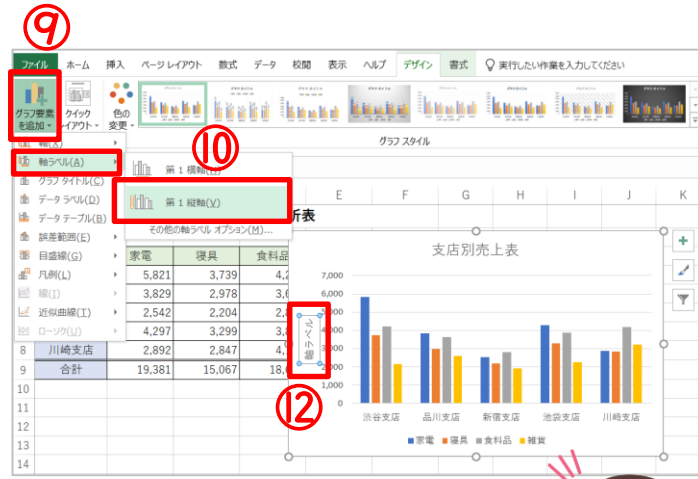 ⑨
ファイル ホーム 挿入 ページ レイアウト 数式 データ 校閲 表示 ヘルプ デザイン 書式 実行したい作業を入力してください
グラフ要素を追加 クイックレイアウト 色の変更
グラフ スタイル
⑩
軸(X)
軸ラベル(A)
グラフ タイトル(C)
データ ラベル(D)
データ テーブル(B)
誤差範囲(E)
目盛線(G)
凡例(L)
線(I)
近似曲線(T)
ローソク(U)
第 1 横軸(H)
第 1 縦軸(V)
その他の軸ラベル オプション(M)...
E F G H I J K
折表
家電 寝具 食料品
5,821 3,739
3,829 2,978
2,542 2,204
4,297 3,299
8 川崎支店 2,892 2,847
9 合計 19,381 15,067
10
11
12
13
14
支店別売上表
7,000
6,000
1,000
0
軸ラベル
⑫
渋谷支店 品川支店 新宿支店 池袋支店 川崎支店
家電 寝具 食料品 雑貨